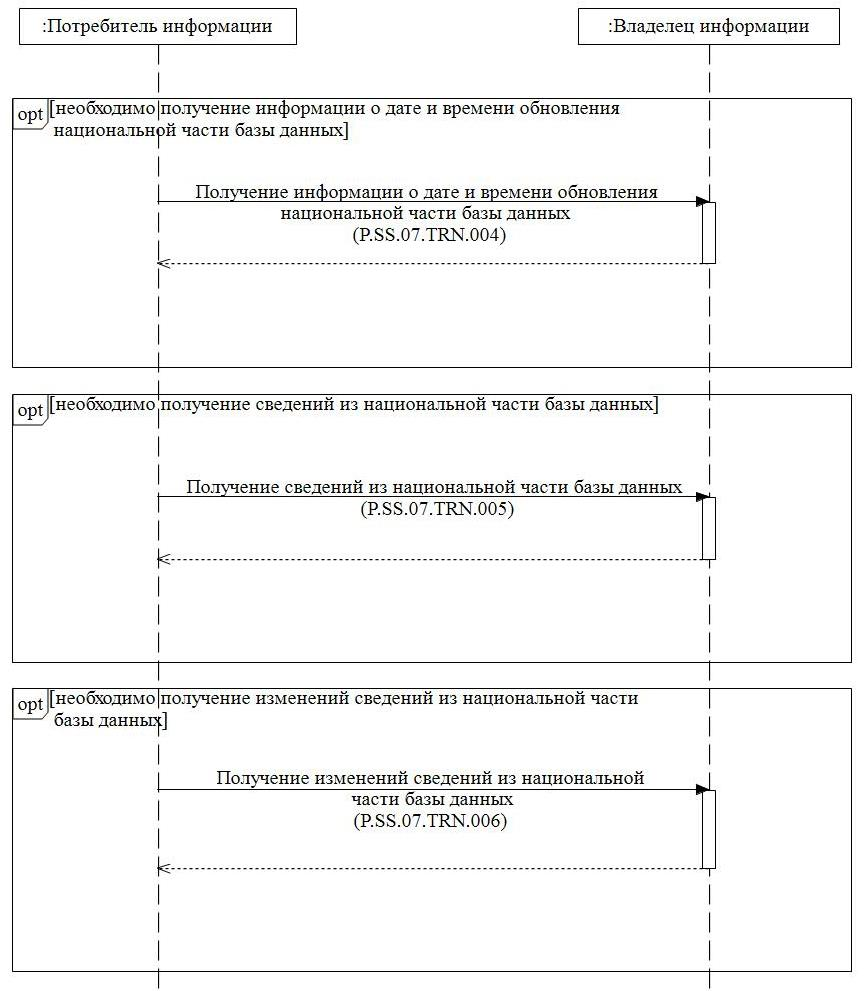 :Потребитель информации
:Владелец информации
opt
[необходимо получение информации о дате и времени обновления
национальной части базы данных]
Получение информации о дате и времени обновления
национальной части базы данных
(P.SS.07.TRN.004)
opt
[необходимо получение сведений из национальной части базы данных]
Получение сведений из национальной части базы данных
(P.SS.07.TRN.005)
opt
[необходимо получение изменений сведений из национальной части
базы данных]
Получение изменений сведений из национальной
части базы данных
(P.SS.07.TRN.006)